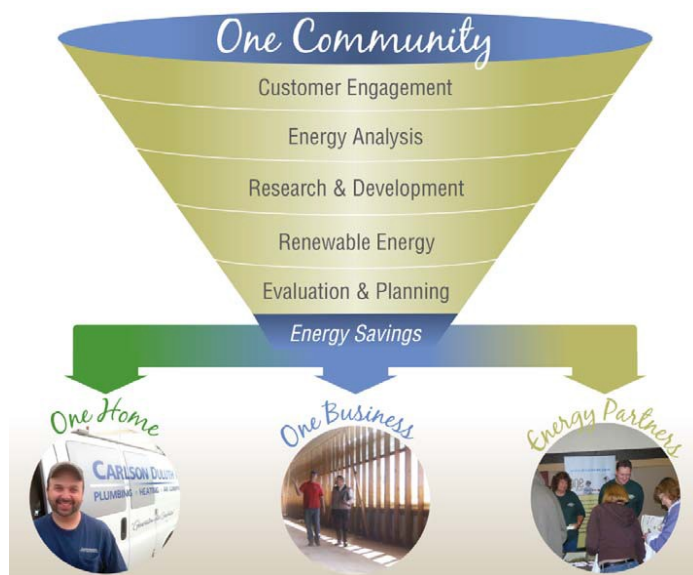 One Community
Customer Engagement
Energy Analysis
Research & Development
Renewable Energy
Evaluation & Planning
Energy Savings
One Home
One Business
Energy Partners
CARLSON DULUTH
PLUMBING • HEATING • AIR